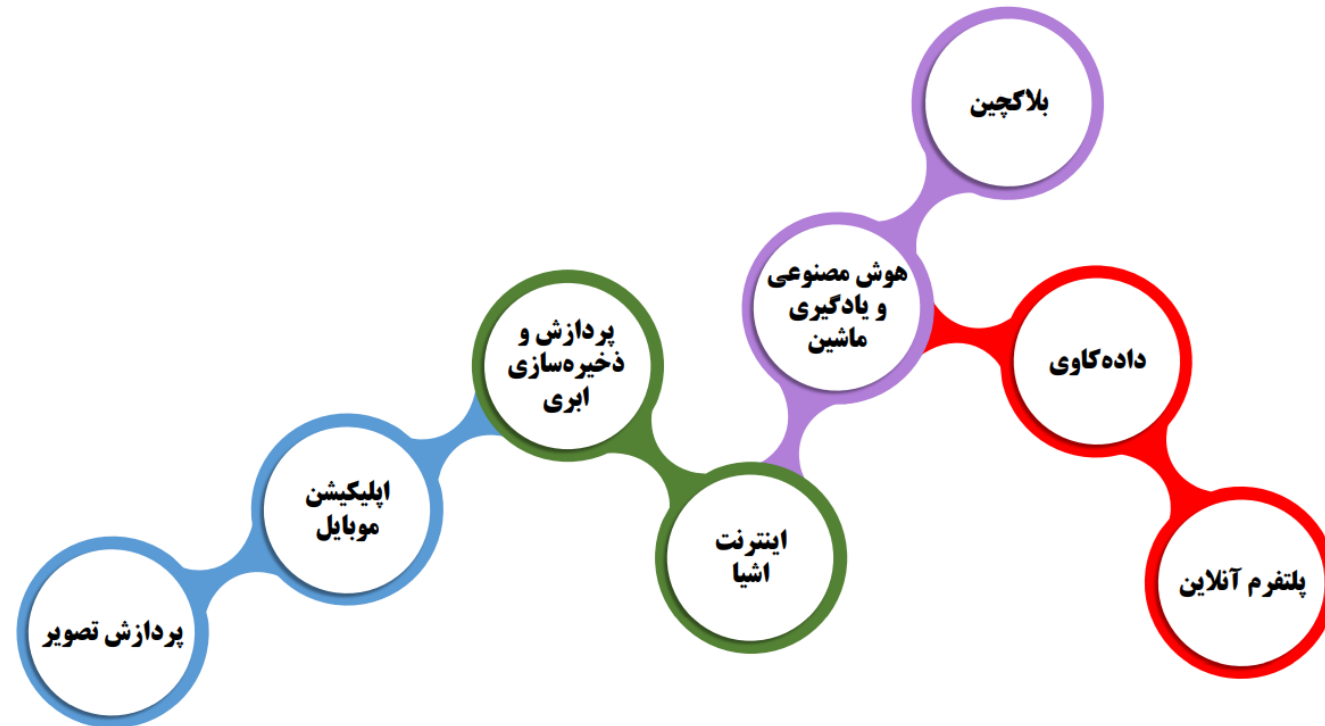 بلاکچین
هوش مصنوعی
و یادگیری
ماشین
داده‌کاوی
پردازش و
ذخیره‌سازی
ابری
اپلیکیشن
موبایل
اینترنت
اشیا
پلتفرم آنلاین
پردازش تصویر